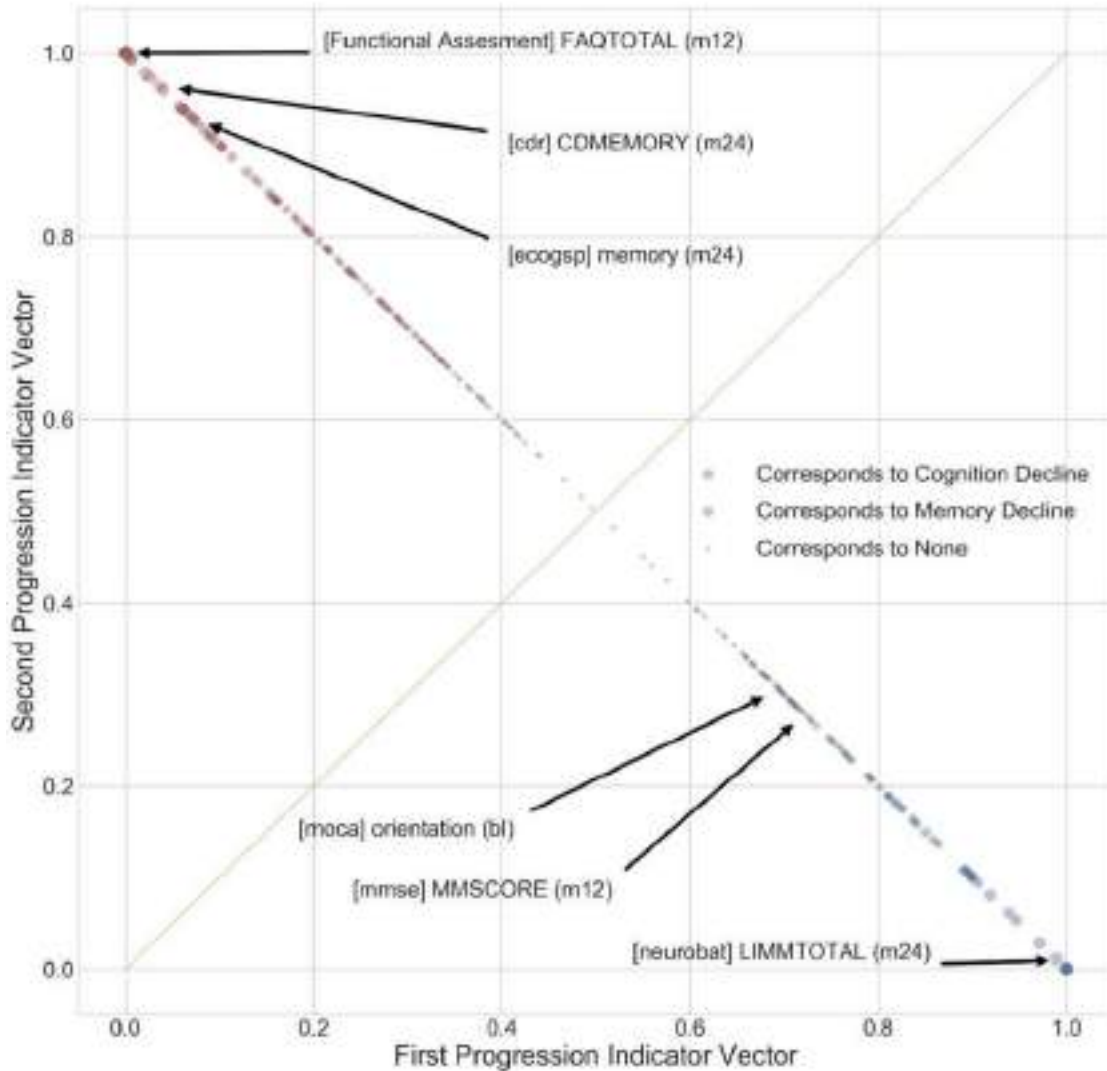 1.0
[Functional Assesment] FAQTOTAL (m12)
[cdr] CDMEMORY (m24)
0.8
[ecogsp] memory (m24)
Second Progression Indicator Vector
0.6
Corresponds to Cognition Decline
Corresponds to Memory Decline
Corresponds to None
0.4
0.2
[moca] orientation (bl)
[mmse] MMSCORE (m12)
[neurobat] LIMMTOTAL (m24)
0.0
0.0 0.2 0.4 0.6 0.8 1.0
First Progression Indicator Vector